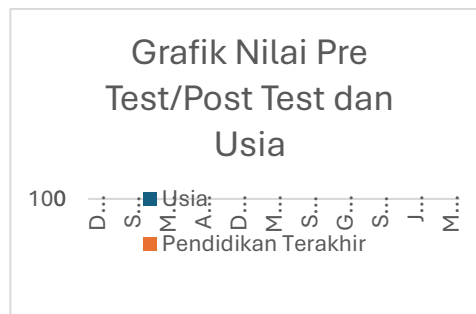 Grafik Nilai Pre
Test/Post Test dan
Usia
100
Usia
D... S... M... A... D... M... S... G... S... J... M...
Pendidikan Terakhir